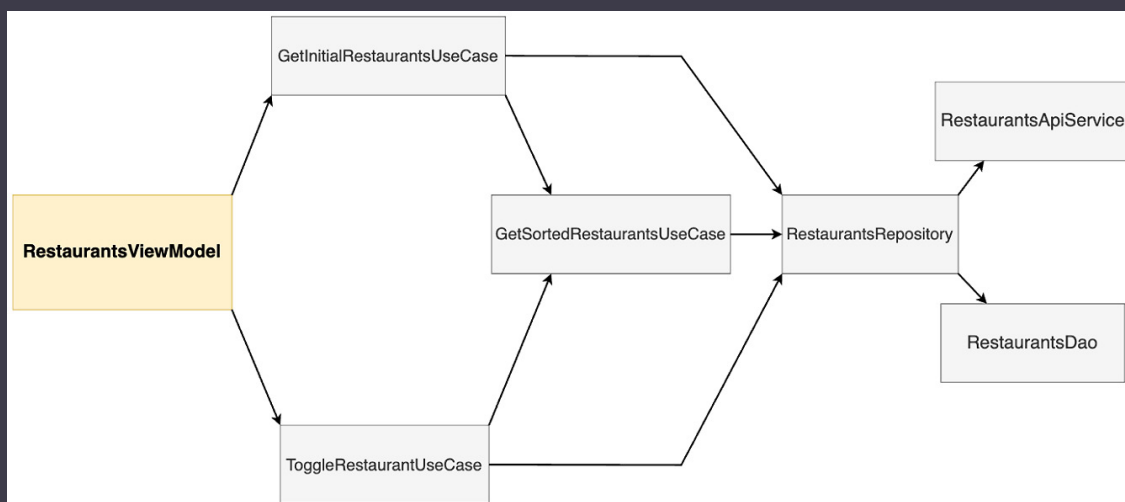 GetInitialRestaurantsUseCase
RestaurantsApiService
RestaurantsViewModel
GetSortedRestaurantsUseCase
RestaurantsRepository
RestaurantsDao
ToggleRestaurantUseCase